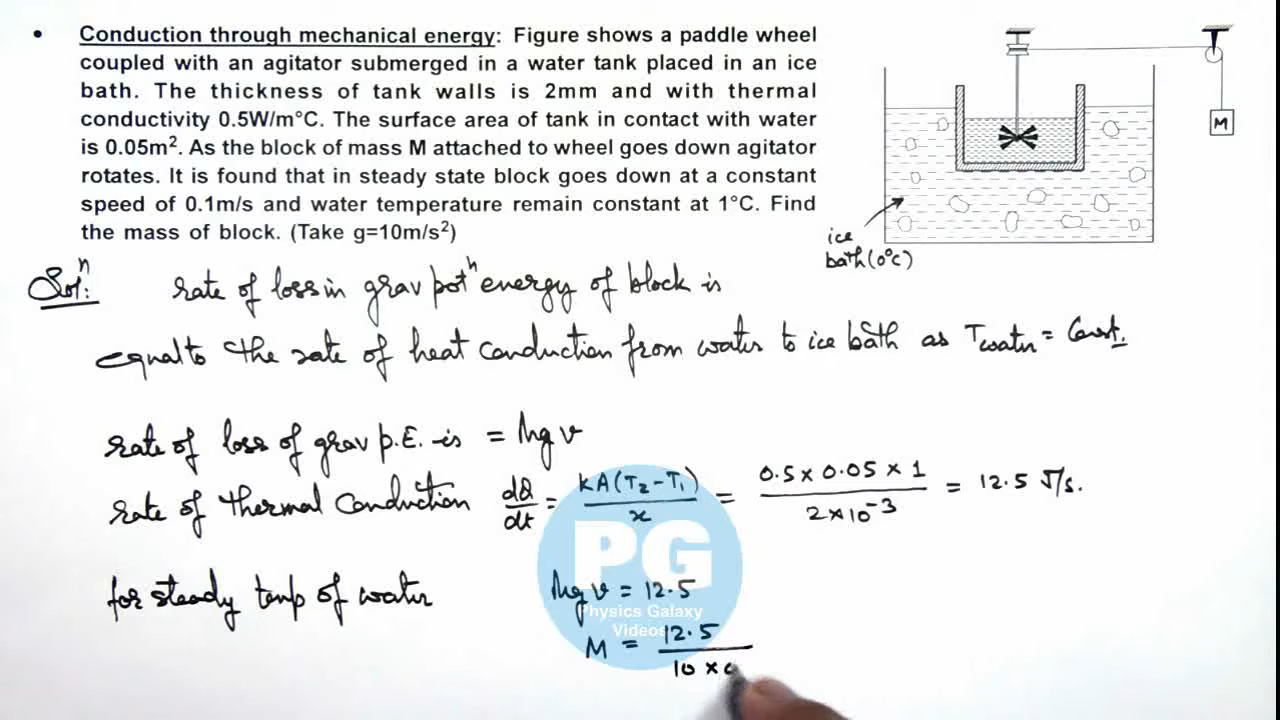 • Conduction through mechanical energy: Figure shows a paddle wheel
coupled with an agitator submerged in a water tank placed in an ice
bath. The thickness of tank walls is 2mm and with thermal
conductivity 0.5W/m°C. The surface area of tank in contact with water
is 0.05m². As the block of mass M attached to wheel goes down agitator
rotates. It is found that in steady state block goes down at a constant
speed of 0.1m/s and water temperature remain constant at 1°C. Find
the mass of block. (Take g=10m/s²)
M
ice
bath (0°C)
Solⁿ: rate of loss in grav potⁿ energy of block is
equal to the rate of heat conduction from water to ice bath as T_water = Const.
rate of loss of grav p.E. is = Mg v
rate of thermal conduction dQ/dt = kA(T₂-T₁)/x = 0.5 × 0.05 × 1/2×10⁻³ = 12.5 J/s.
for steady temp of water Mg v = 12.5
M = 12.5/10 ×
PG
Physics Galaxy
Videos